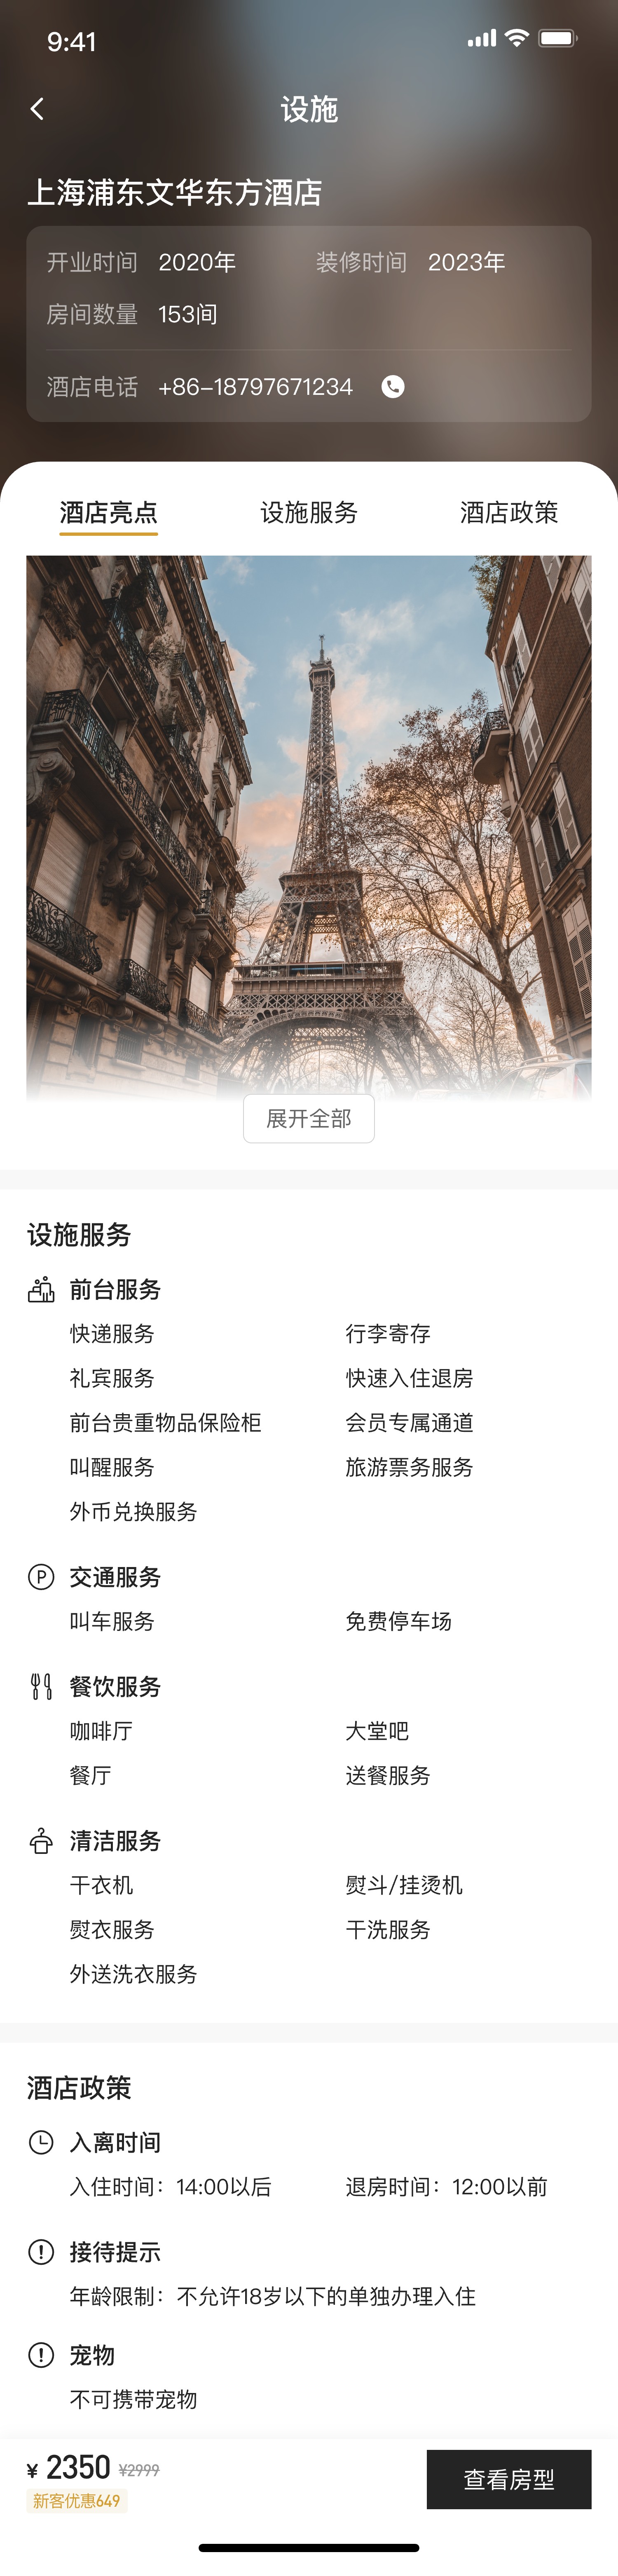 9:41
设施
上海浦东文华东方酒店
开业时间 2020年 装修时间 2023年
房间数量 153间
酒店电话 +86-18797671234
酒店亮点 设施服务 酒店政策
展开全部
设施服务
前台服务
快递服务 行李寄存
礼宾服务 快速入住退房
前台贵重物品保险柜 会员专属通道
叫醒服务 旅游票务服务
外币兑换服务
P 交通服务
叫车服务 免费停车场
餐饮服务
咖啡厅 大堂吧
餐厅 送餐服务
清洁服务
干衣机 熨斗/挂烫机
熨衣服务 干洗服务
外送洗衣服务
酒店政策
入离时间
入住时间：14:00以后 退房时间：12:00以前
接待提示
年龄限制：不允许18岁以下的单独办理入住
宠物
不可携带宠物
¥ 2350 ¥2999
新客优惠649
查看房型